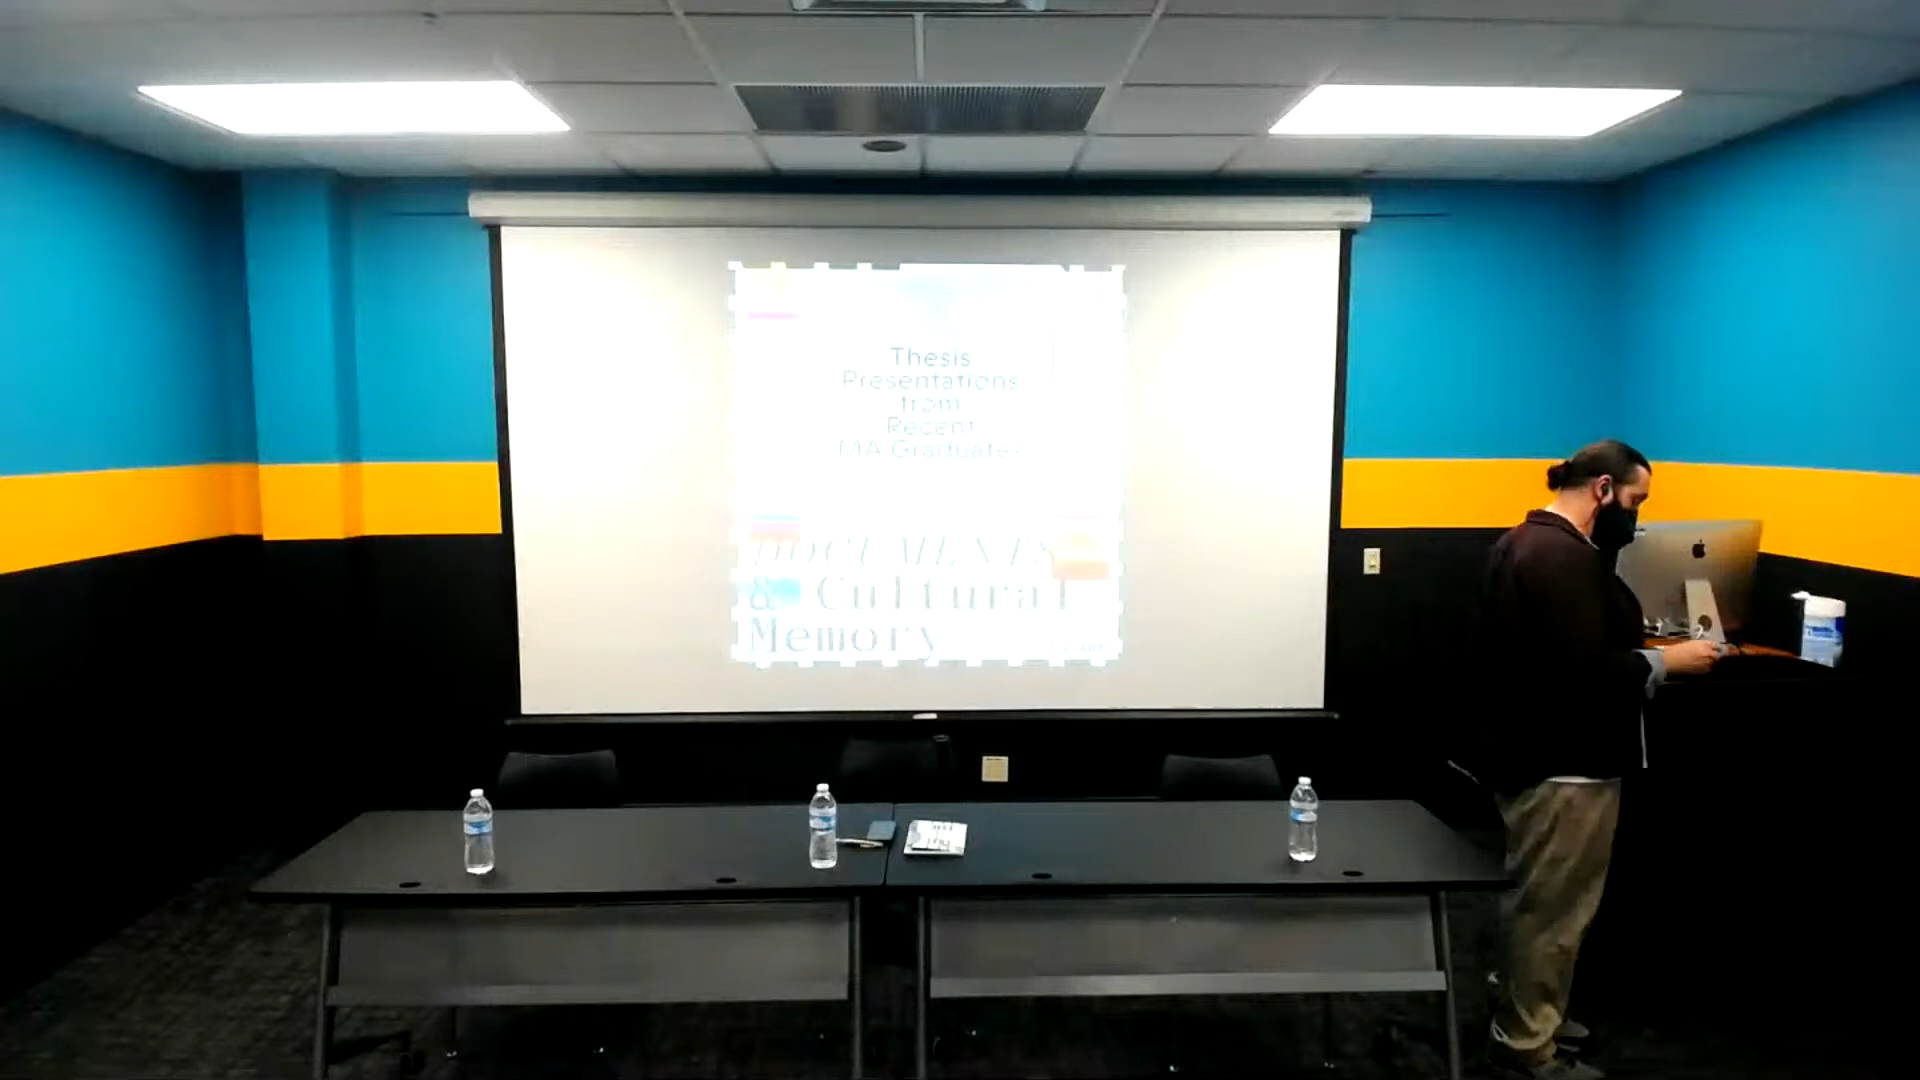 Thesis
Presentations
from
Recent
MA Graduates
DOCUMENTS
& Cultural
Memory